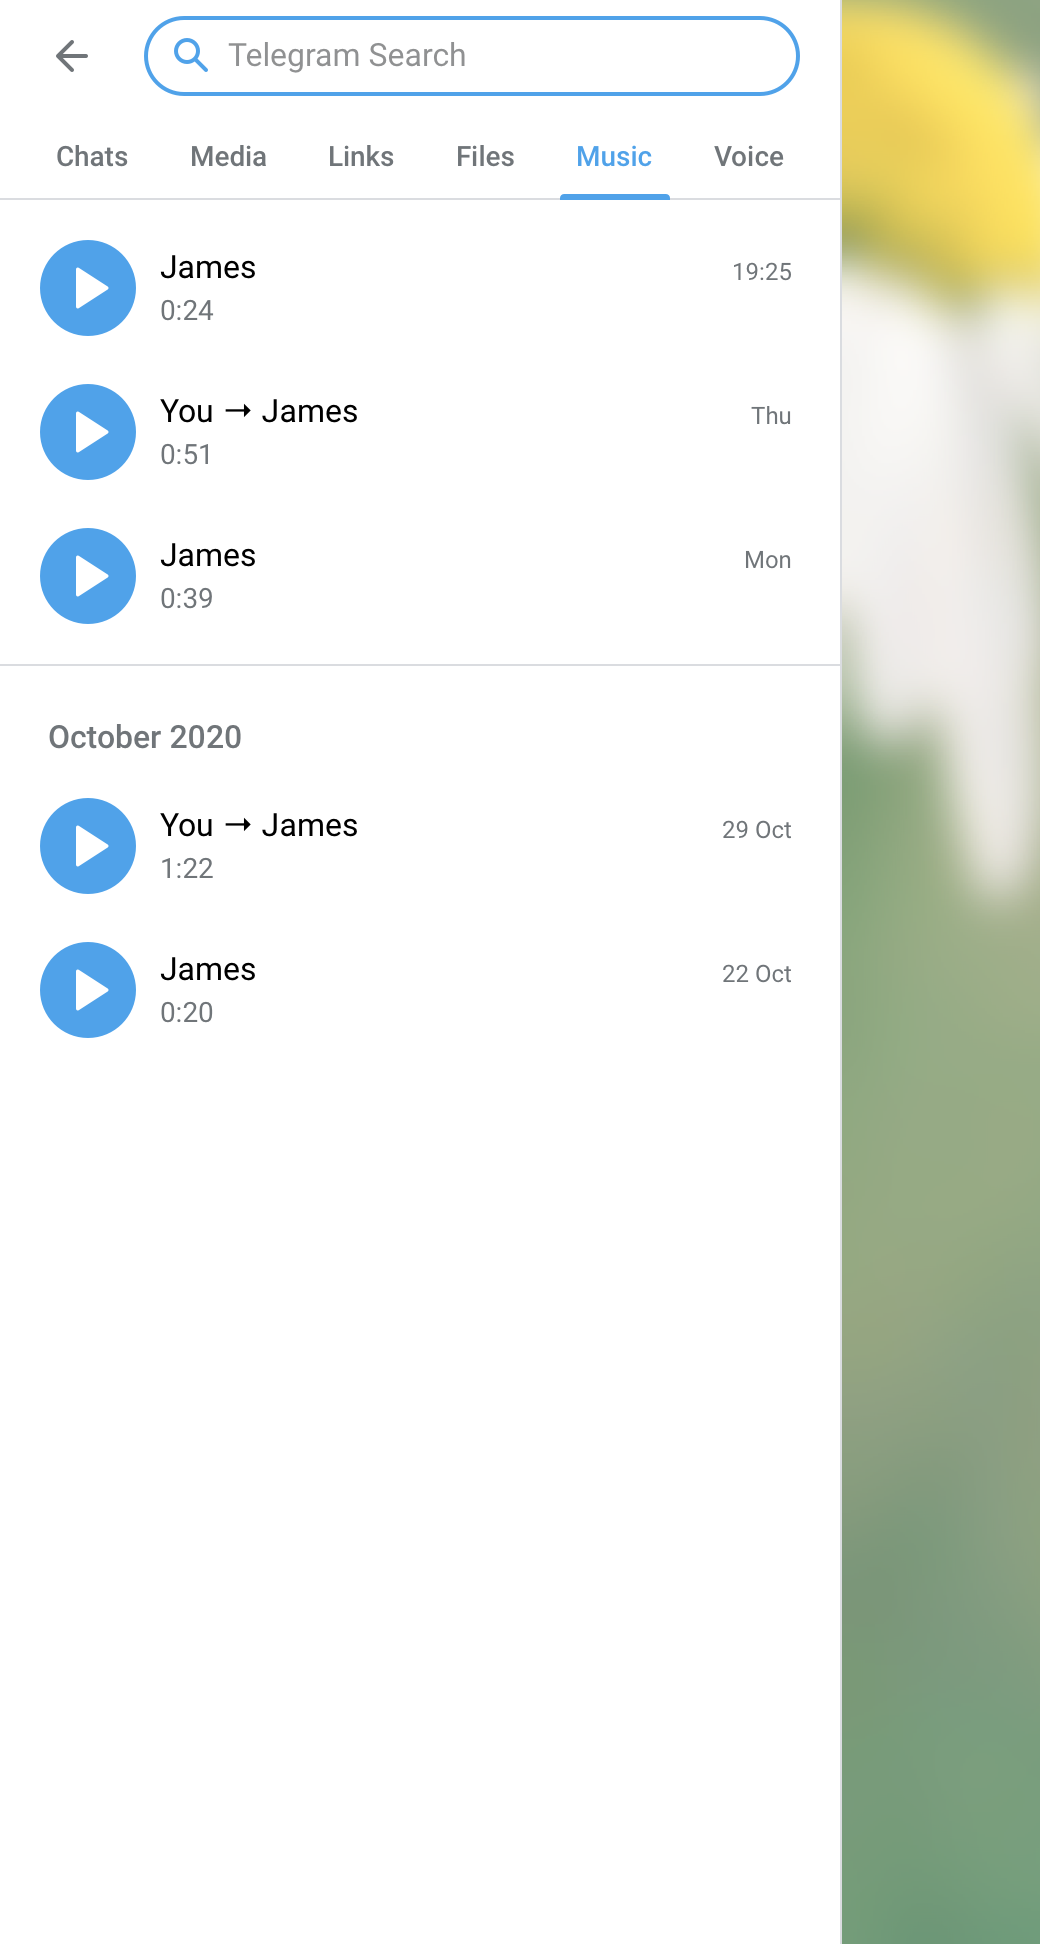 Telegram Search
Chats Media Links Files Music Voice
James 19:25
0:24
You → James Thu
0:51
James Mon
0:39
October 2020
You → James 29 Oct
1:22
James 22 Oct
0:20